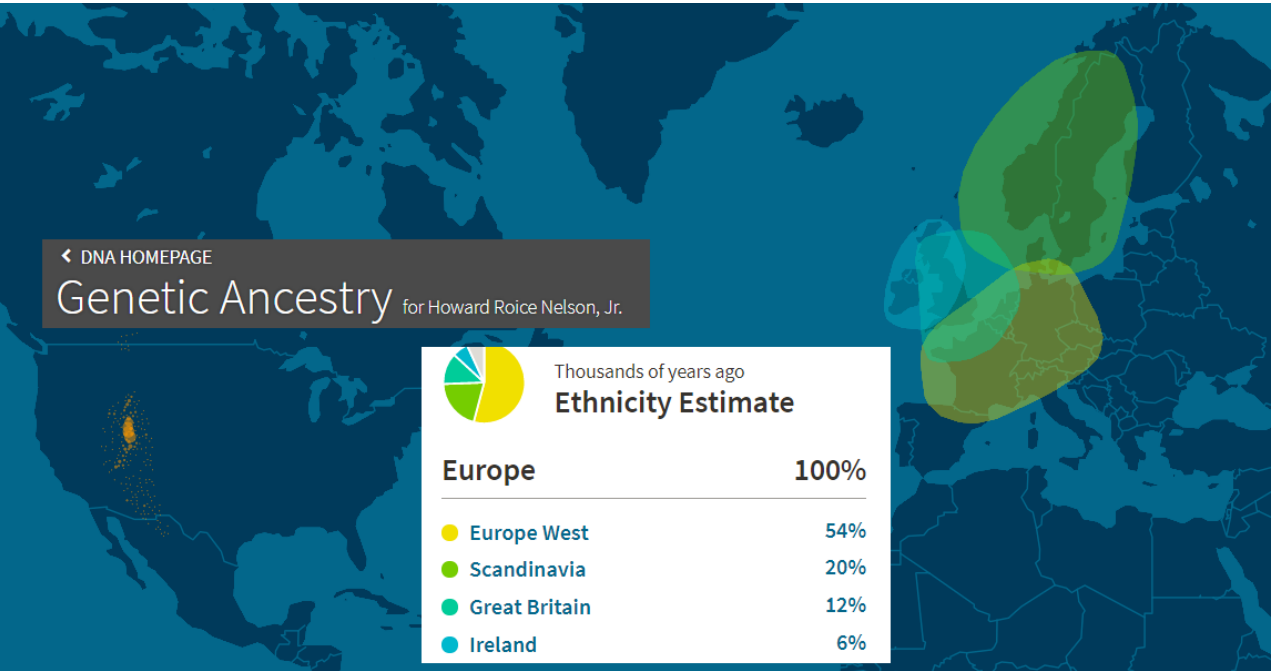 DNA HOMEPAGE
Genetic Ancestry for Howard Roice Nelson, Jr.
Thousands of years ago
Ethnicity Estimate
Europe 100%
Europe West 54%
Scandinavia 20%
Great Britain 12%
Ireland 6%